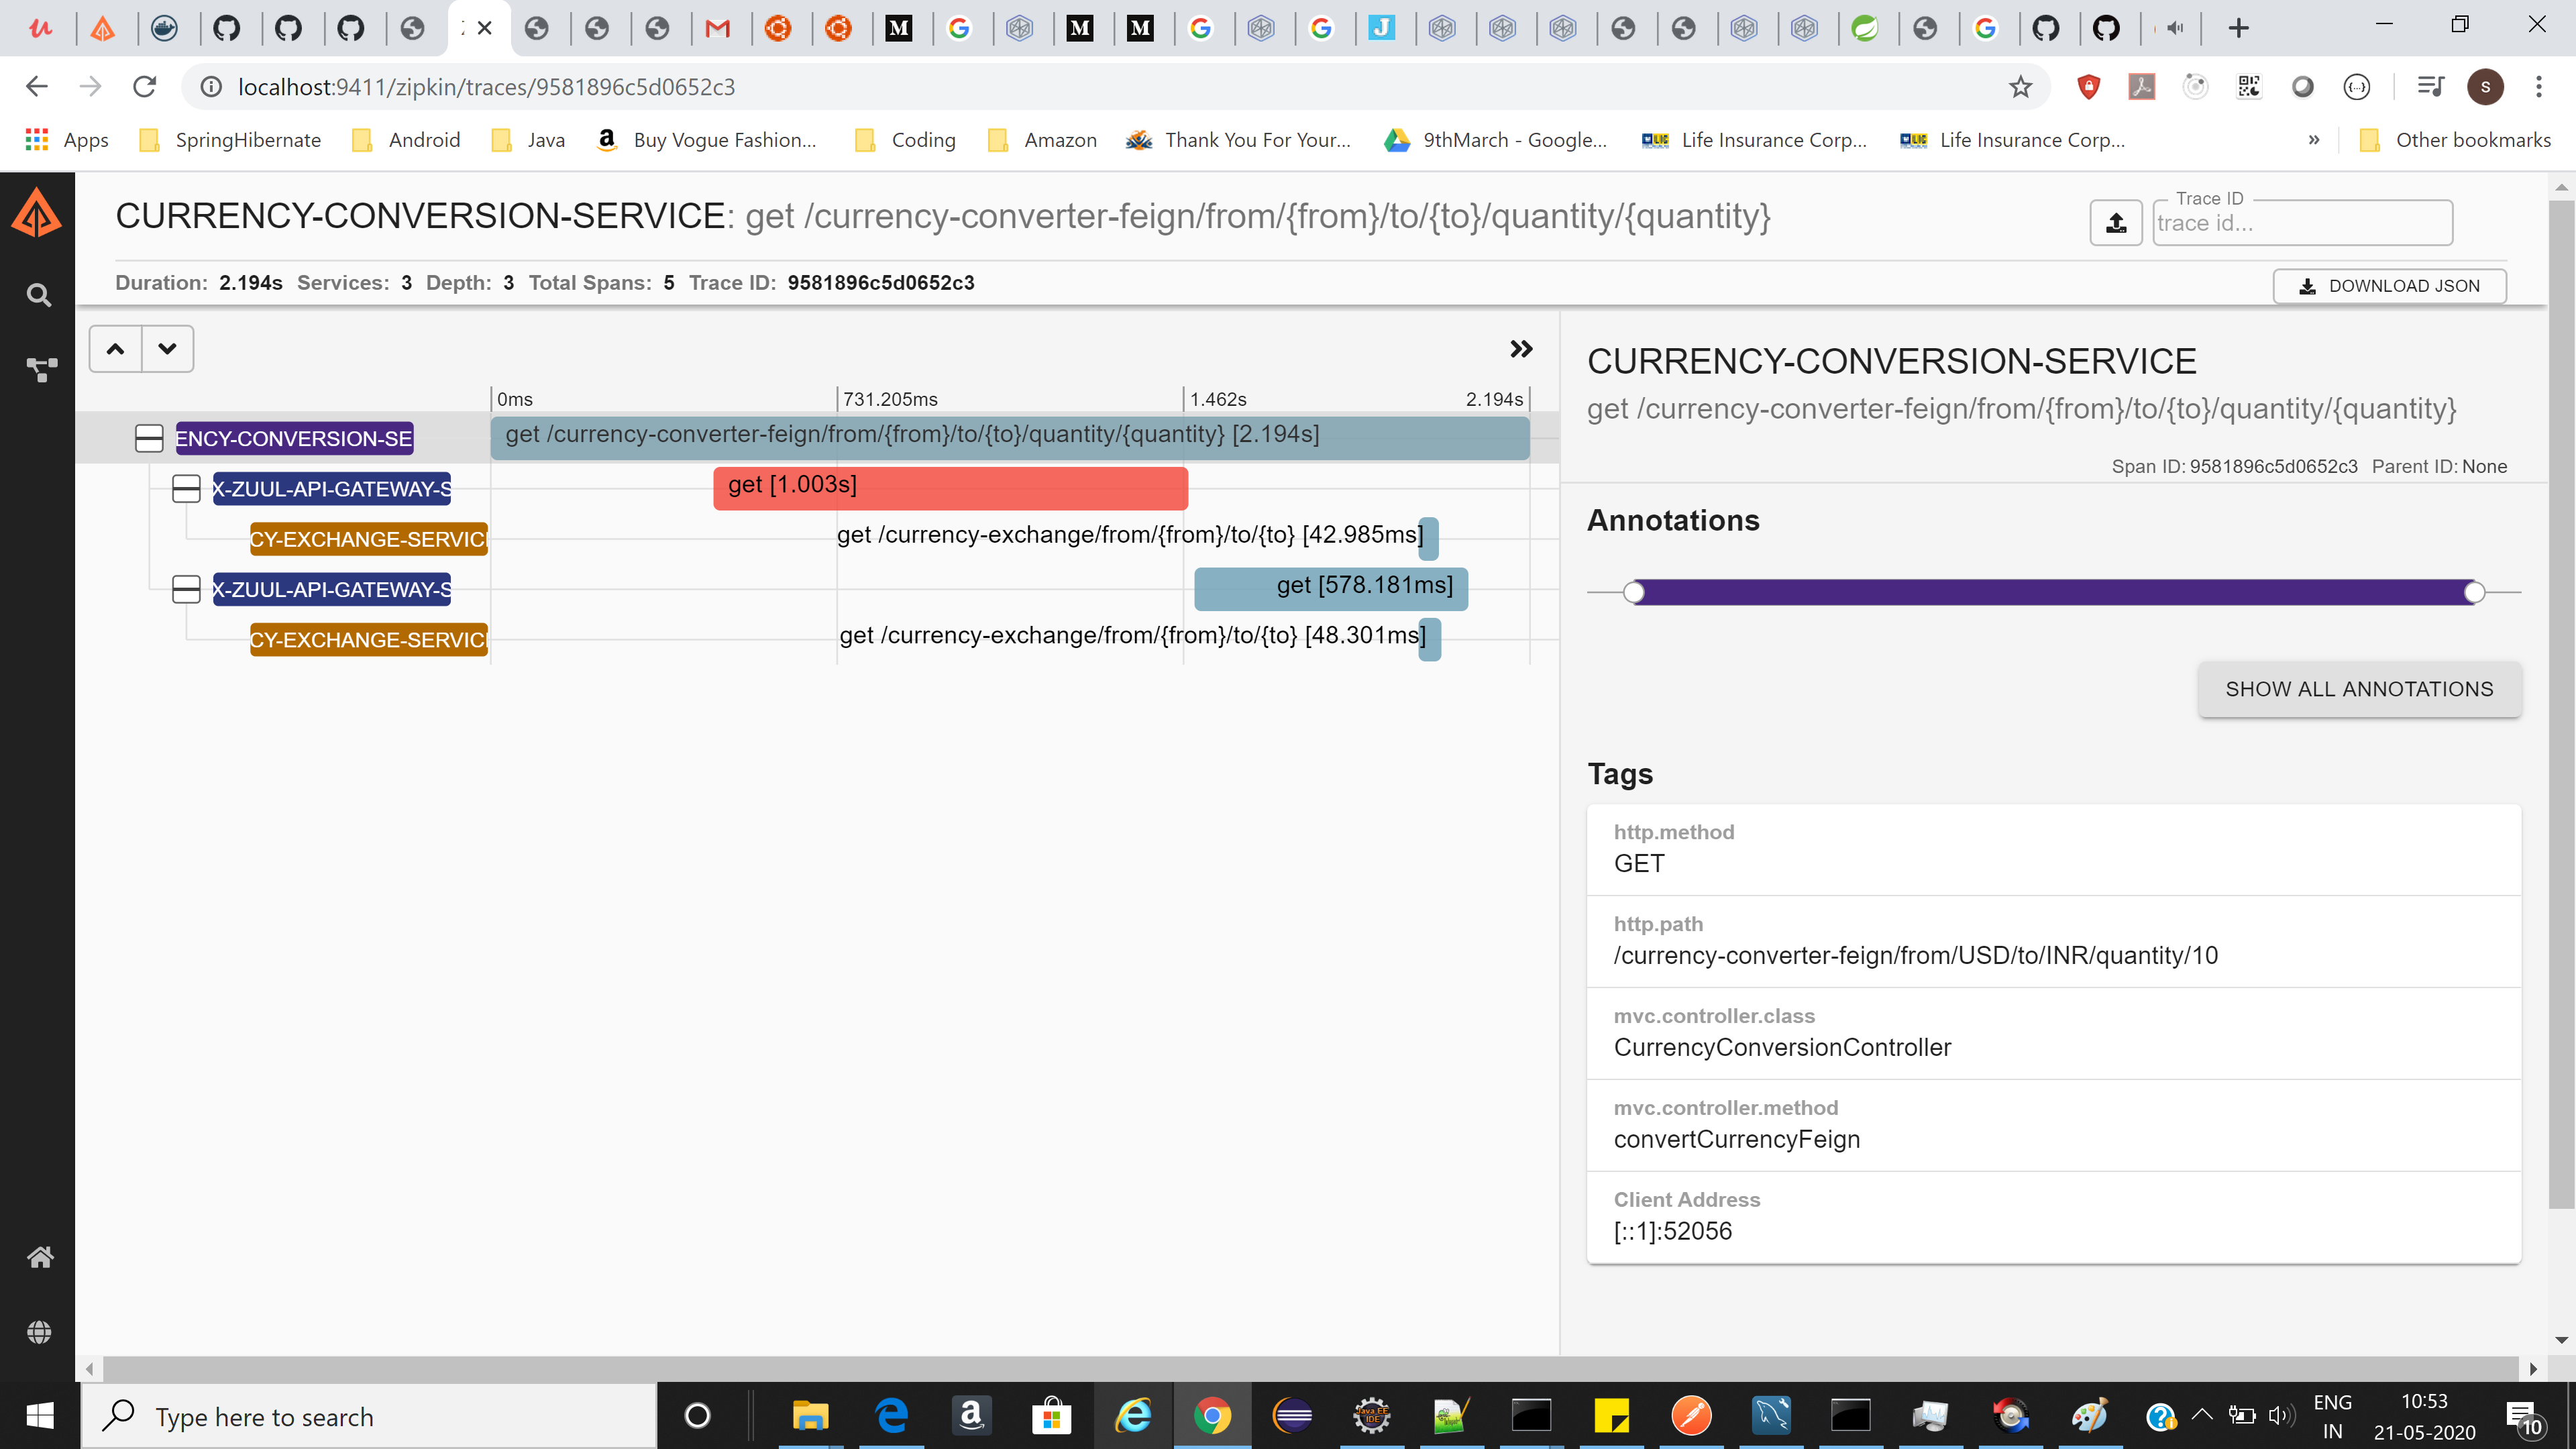 localhost:9411/zipkin/traces/9581896c5d0652c3
Apps SpringHibernate Android Java Buy Vogue Fashion... Coding Amazon Thank You For Your... 9thMarch - Google... Life Insurance Corp... Life Insurance Corp... » Other bookmarks
CURRENCY-CONVERSION-SERVICE: get /currency-converter-feign/from/{from}/to/{to}/quantity/{quantity}
Trace ID
trace id...
Duration: 2.194s Services: 3 Depth: 3 Total Spans: 5 Trace ID: 9581896c5d0652c3
DOWNLOAD JSON
0ms 731.205ms 1.462s 2.194s
ENCY-CONVERSION-SE get /currency-converter-feign/from/{from}/to/{to}/quantity/{quantity} [2.194s]
X-ZUUL-API-GATEWAY-S get [1.003s]
CY-EXCHANGE-SERVICE get /currency-exchange/from/{from}/to/{to} [42.985ms]
X-ZUUL-API-GATEWAY-S get [578.181ms]
CY-EXCHANGE-SERVICE get /currency-exchange/from/{from}/to/{to} [48.301ms]
CURRENCY-CONVERSION-SERVICE
get /currency-converter-feign/from/{from}/to/{to}/quantity/{quantity}
Span ID: 9581896c5d0652c3 Parent ID: None
Annotations
SHOW ALL ANNOTATIONS
Tags
http.method
GET
http.path
/currency-converter-feign/from/USD/to/INR/quantity/10
mvc.controller.class
CurrencyConversionController
mvc.controller.method
convertCurrencyFeign
Client Address
[::1]:52056
Type here to search
ENG
IN
10:53
21-05-2020
10